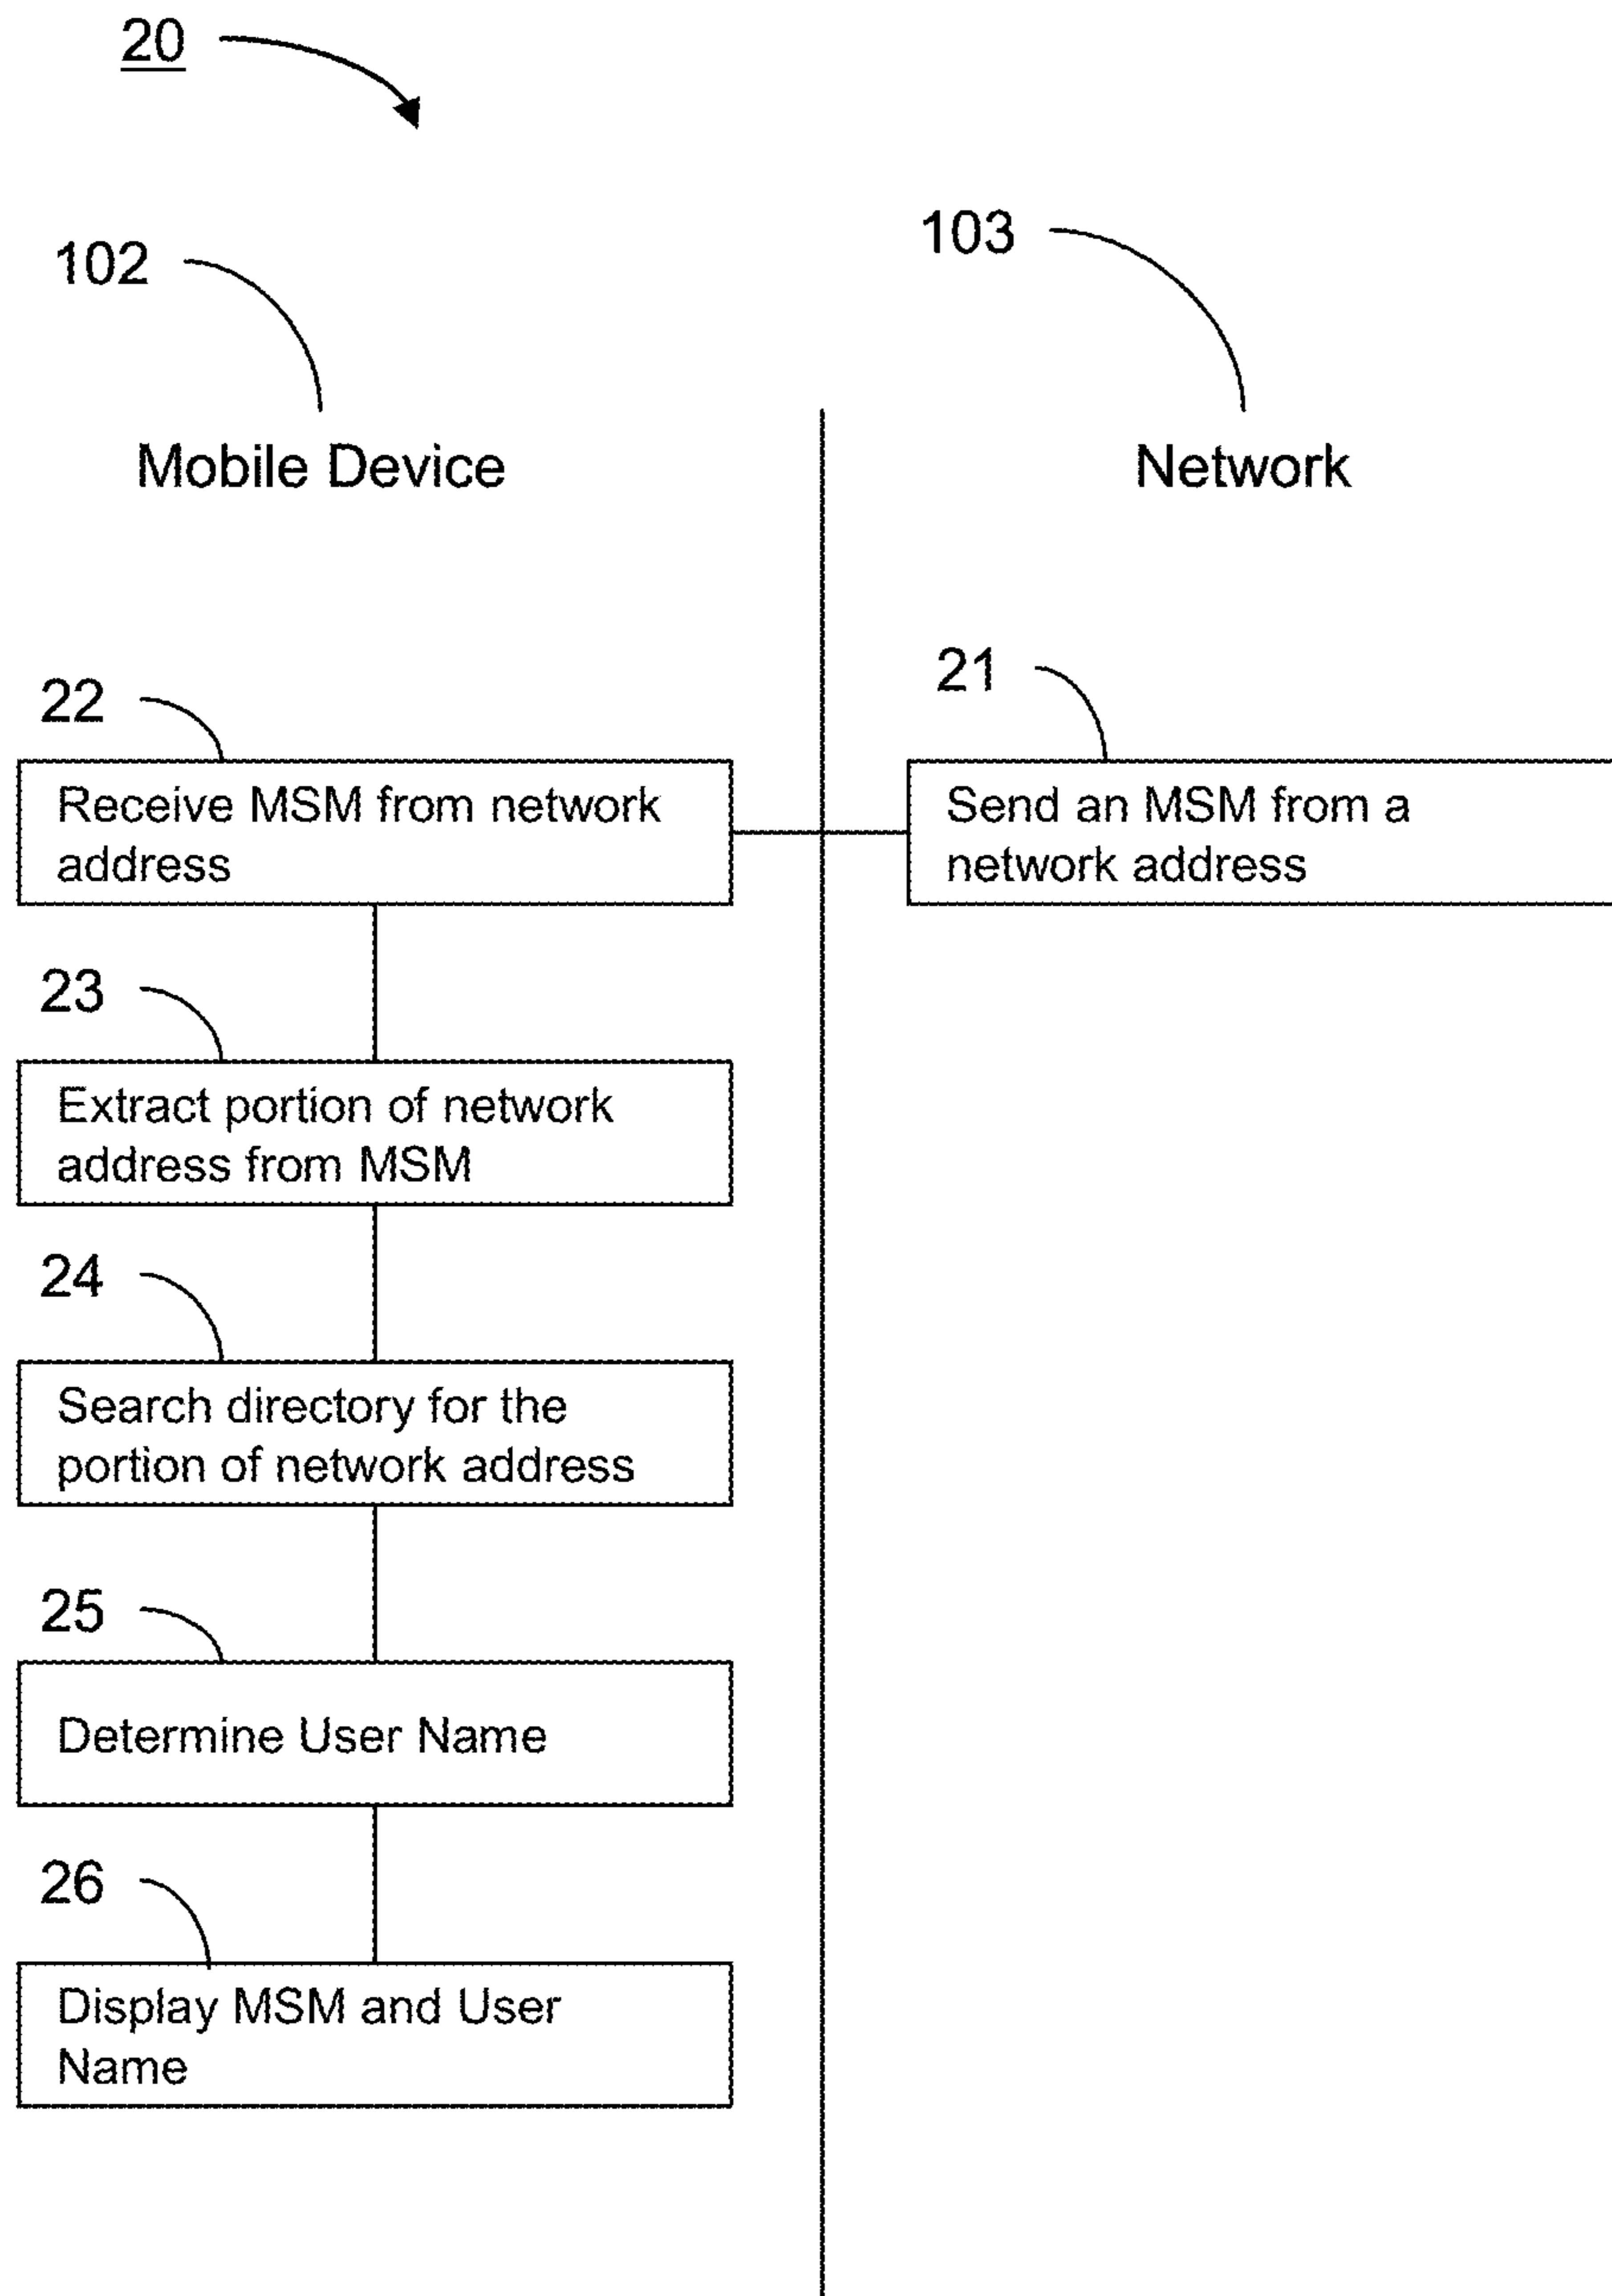 20
102
103
Mobile Device
Network
22
21
Receive MSM from network
address
Send an MSM from a
network address
23
Extract portion of network
address from MSM
24
Search directory for the
portion of network address
25
Determine User Name
26
Display MSM and User
Name